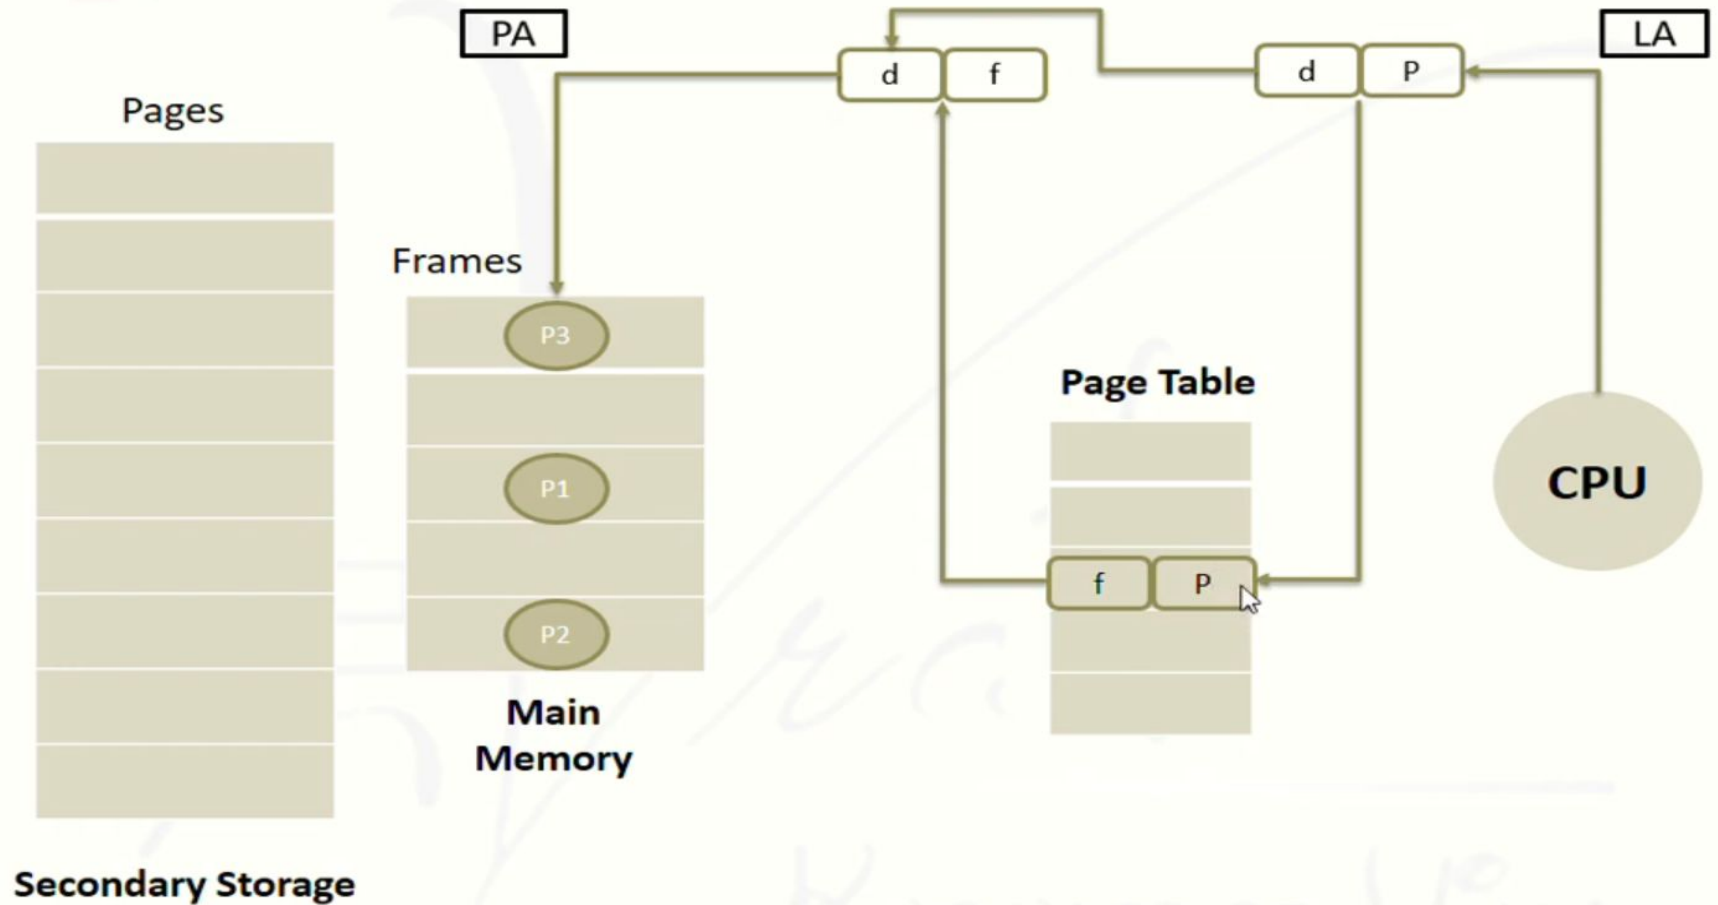 PA
LA
d f
d P
Pages
Frames
P3
Page Table
P1
CPU
f P
P2
Main
Memory
Secondary Storage